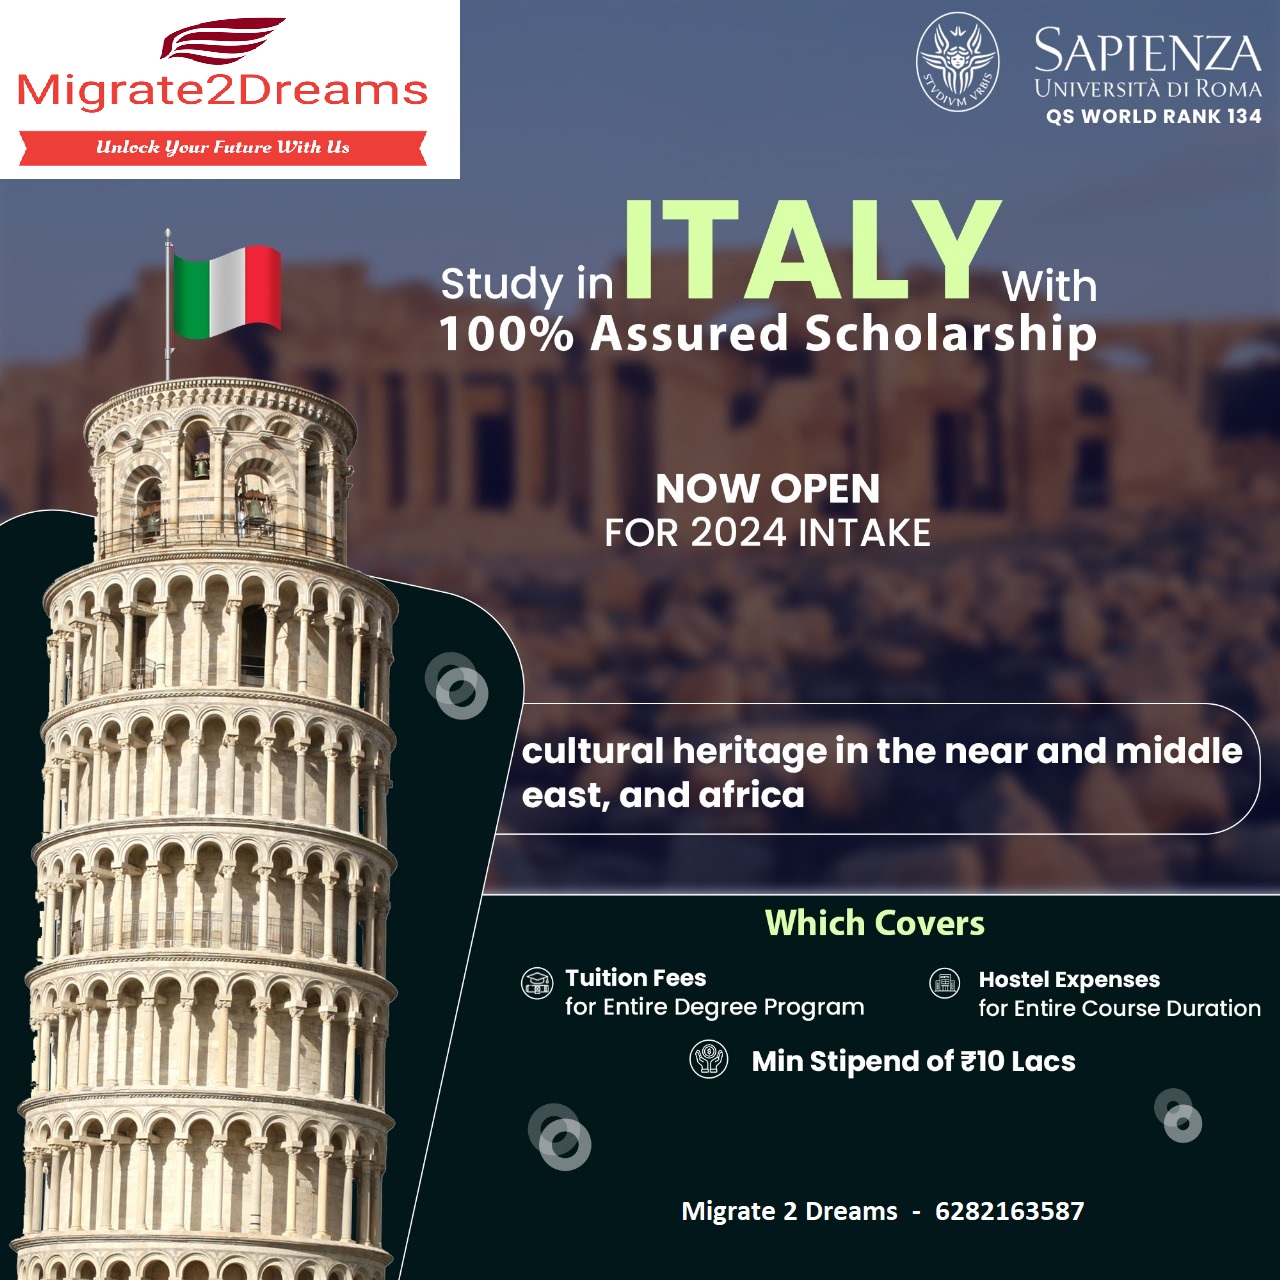 Migrate2Dreams
Unlock Your Future With Us
STVDIVM VRBIS
SAPIENZA
UNIVERSITÀ DI ROMA
QS WORLD RANK 134
Study in ITALY With
100% Assured Scholarship
NOW OPEN
FOR 2024 INTAKE
cultural heritage in the near and middle
east, and africa
Which Covers
Tuition Fees
for Entire Degree Program
Hostel Expenses
for Entire Course Duration
Min Stipend of ₹10 Lacs
Migrate 2 Dreams - 6282163587